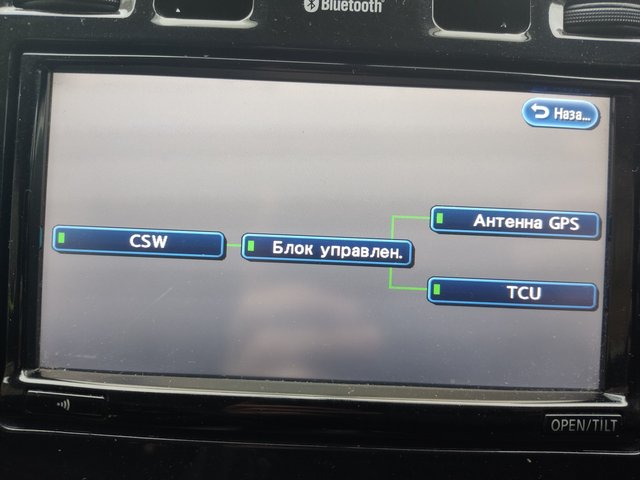 Bluetooth
Наза...
Антенна GPS
CSW
Блок управлен.
TCU
OPEN/TILT